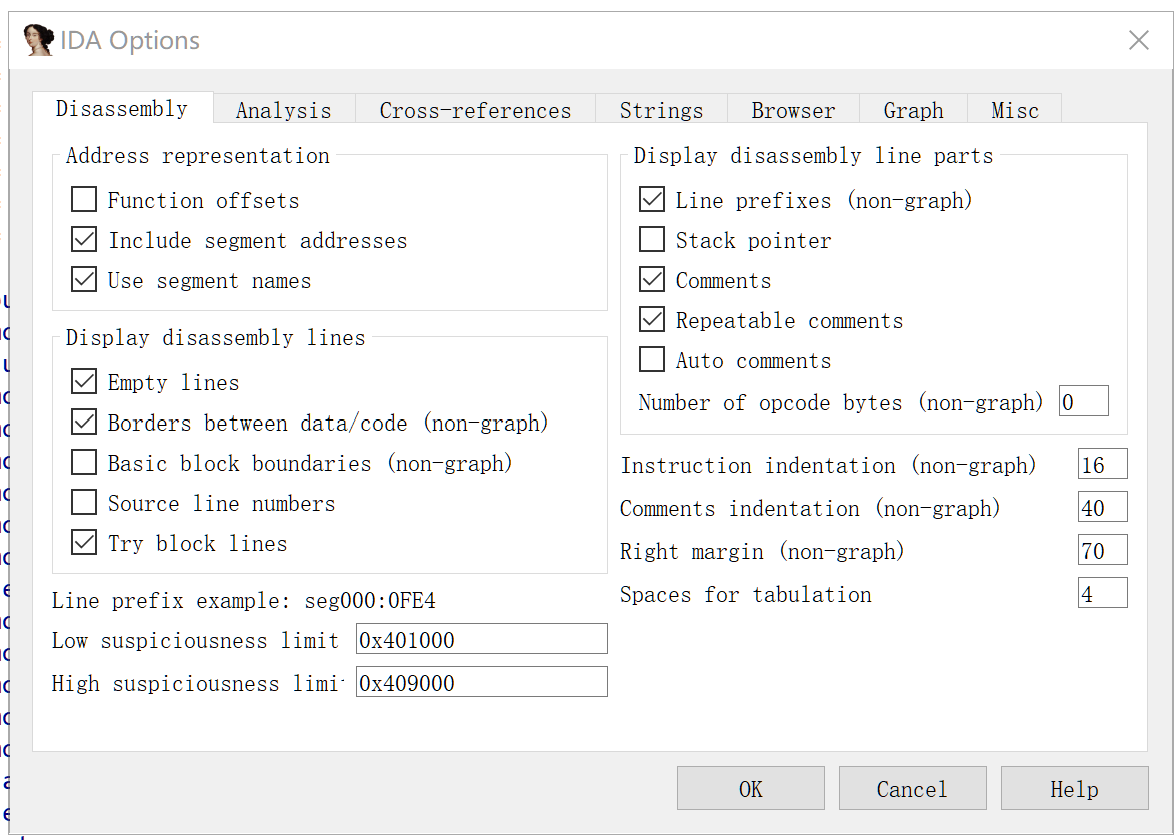 IDA Options
Disassembly Analysis Cross-references Strings Browser Graph Misc
Address representation
Function offsets
Include segment addresses
Use segment names
Display disassembly lines
Empty lines
Borders between data/code (non-graph)
Basic block boundaries (non-graph)
Source line numbers
Try block lines
Line prefix example: seg000:0FE4
Low suspiciousness limit 0x401000
High suspiciousness limi 0x409000
Display disassembly line parts
Line prefixes (non-graph)
Stack pointer
Comments
Repeatable comments
Auto comments
Number of opcode bytes (non-graph) 0
Instruction indentation (non-graph) 16
Comments indentation (non-graph) 40
Right margin (non-graph) 70
Spaces for tabulation 4
OK Cancel Help